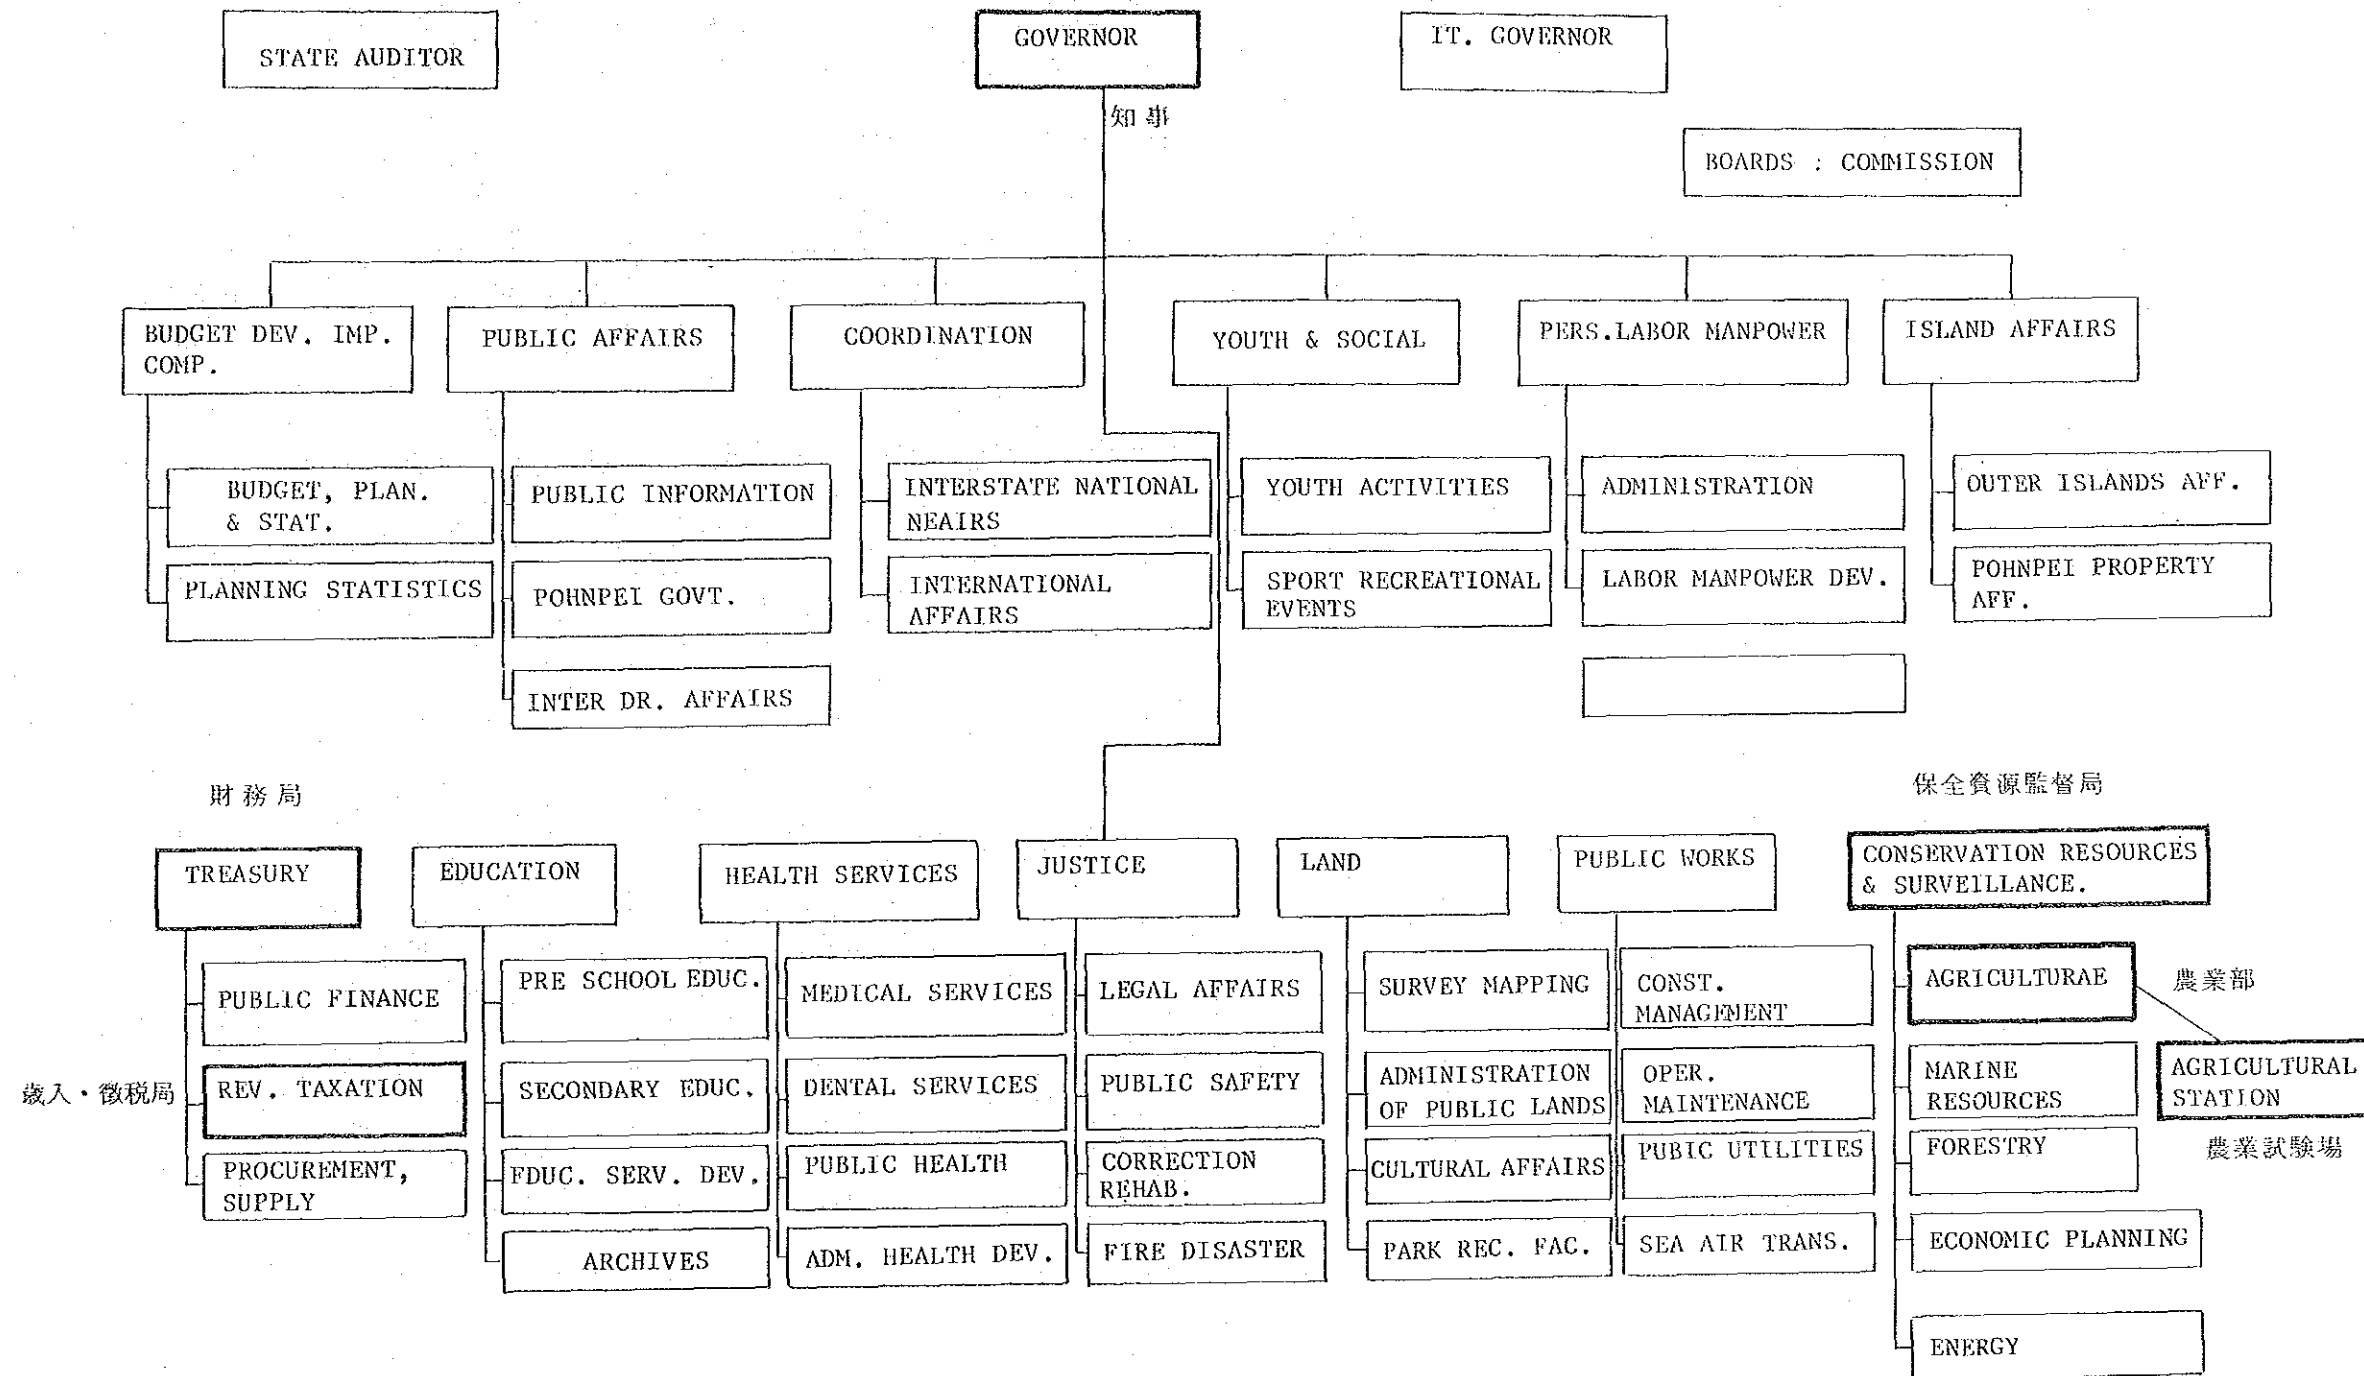 STATE AUDITOR
GOVERNOR
IT. GOVERNOR
知事
BOARDS : COMMISSION
BUDGET DEV. IMP.
COMP.
PUBLIC AFFAIRS
COORDINATION
YOUTH & SOCIAL
PERS.LABOR MANPOWER
ISLAND AFFAIRS
BUDGET, PLAN.
& STAT.
PLANNING STATISTICS
PUBLIC INFORMATION
POHNPEI GOVT.
INTER DR. AFFAIRS
INTERSTATE NATIONAL
NEAIRS
INTERNATIONAL
AFFAIRS
YOUTH ACTIVITIES
SPORT RECREATIONAL
EVENTS
ADMINISTRATION
LABOR MANPOWER DEV.
OUTER ISLANDS AFF.
POHNPEI PROPERTY
AFF.
財務局
保全資源監督局
TREASURY
EDUCATION
HEALTH SERVICES
JUSTICE
LAND
PUBLIC WORKS
CONSERVATION RESOURCES
& SURVEILLANCE.
PUBLIC FINANCE
歳入・徴税局
REV. TAXATION
PROCUREMENT,
SUPPLY
PRE SCHOOL EDUC.
SECONDARY EDUC.
FDUC. SERV. DEV.
ARCHIVES
MEDICAL SERVICES
DENTAL SERVICES
PUBLIC HEALTH
ADM. HEALTH DEV.
LEGAL AFFAIRS
PUBLIC SAFETY
CORRECTION
REHAB.
FIRE DISASTER
SURVEY MAPPING
ADMINISTRATION
OF PUBLIC LANDS
CULTURAL AFFAIRS
PARK REC. FAC.
CONST.
MANAGEMENT
OPER.
MAINTENANCE
PUBIC UTILITIES
SEA AIR TRANS.
AGRICULTURAE
農業部
MARINE
RESOURCES
AGRICULTURAL
STATION
農業試験場
FORESTRY
ECONOMIC PLANNING
ENERGY